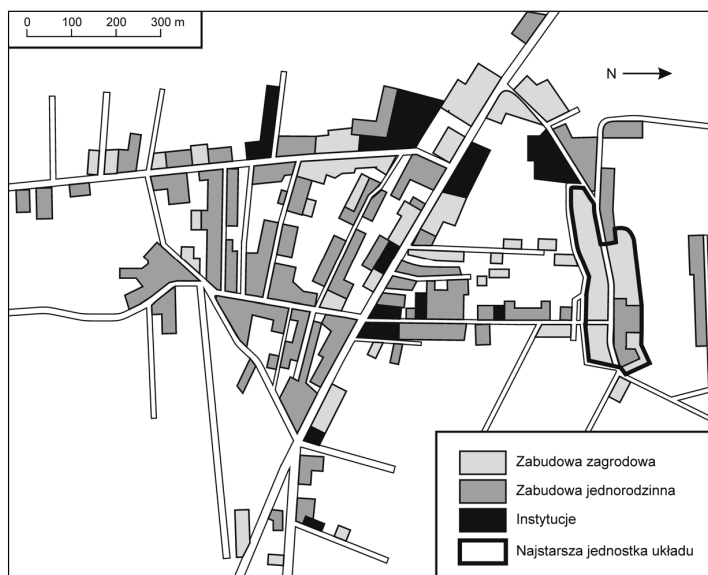 0 100 200 300 m
N
Zabudowa zagrodowa
Zabudowa jednorodzinna
Instytucje
Najstarsza jednostka układu